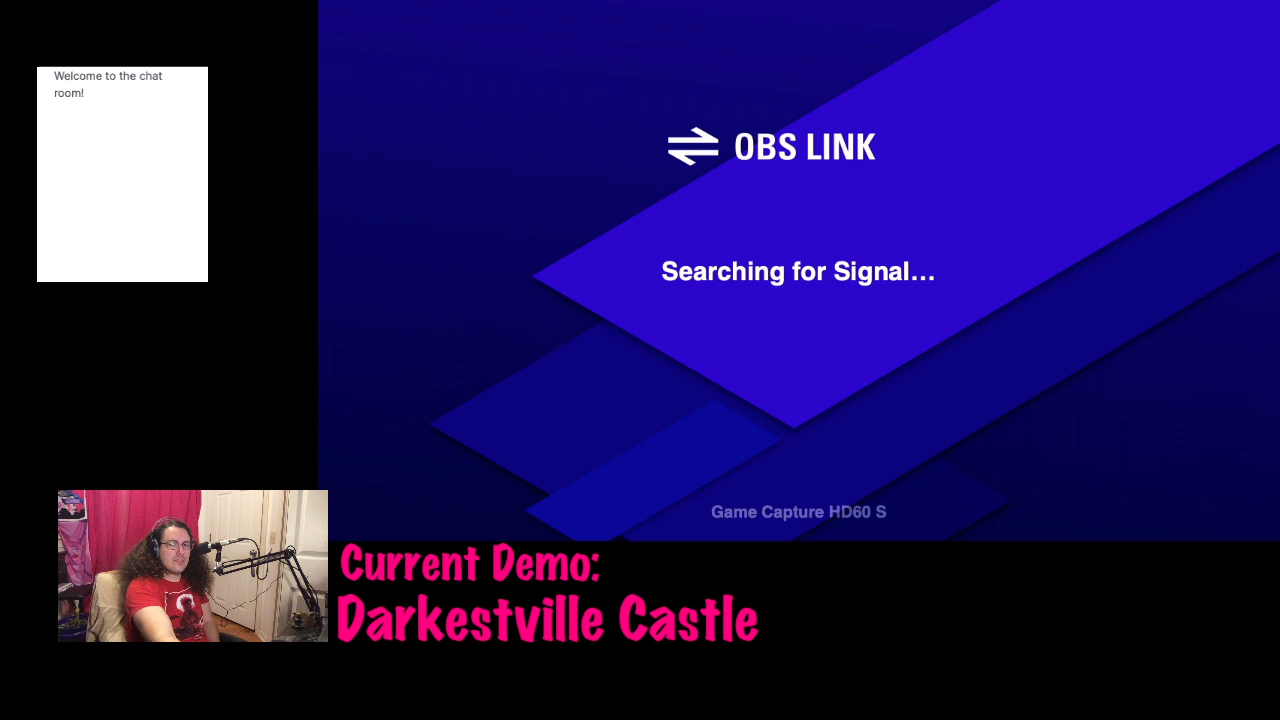 Welcome to the chat
room!
OBS LINK
Searching for Signal...
Game Capture HD60 S
Current Demo:
Darkestville Castle